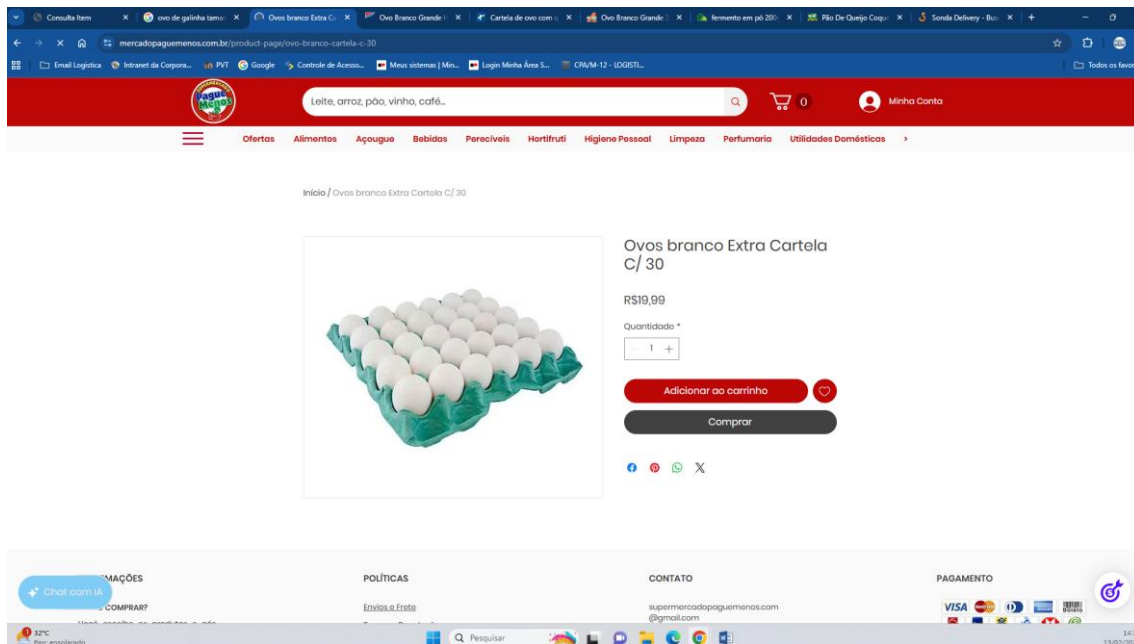 Consulta Item
ovo de galinha tama
Ovos branco Extra Ca
Ovo Branco Grande
Cartela de ovo com
Ovo Branco Grande
fermento em pó 200
Pão De Queijo Coque
Sonda Delivery - Bus
mercadopaguemenos.com.br/product-page/ovo-branco-cartela-c-30
Email Logistica
Intranet da Corpora...
PVT
Google
Controle de Acesso...
Meus sistemas | Min...
Login Minha Área S...
CPA/M-12 - LOGISTI...
Todos os favor
Pague Menos
Leite, arroz, pão, vinho, café...
0
Minha Conta
Ofertas Alimentos Açougue Bebidas Perecíveis Hortifruti Higiene Pessoal Limpeza Perfumaria Utilidades Domésticas >
Início / Ovos branco Extra Cartela C/ 30
Ovos branco Extra Cartela
C/ 30
R$19,99
Quantidade *
1 +
Adicionar ao carrinho
Comprar
MAÇÕES
POLÍTICAS
CONTATO
PAGAMENTO
Chat com IA
COMPRAR?
Envios e Frete
supermercadopaguemenos.com
@gmail.com
VISA
32°C
Parc ensolarado
Pesquisar